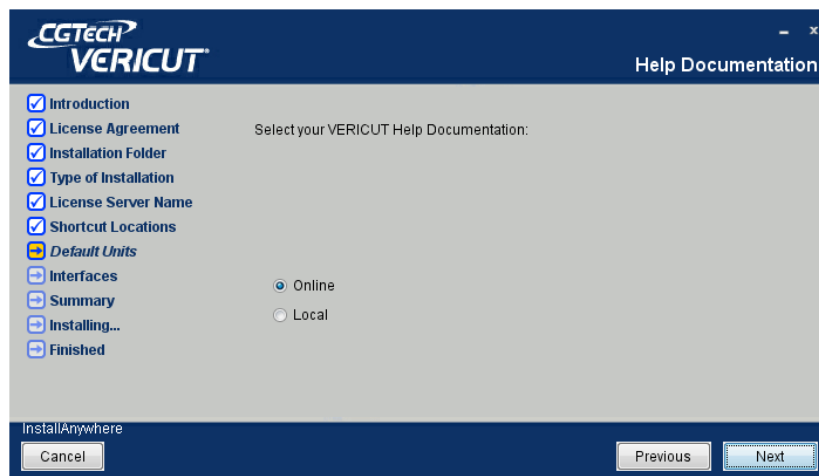 CGTECH
VERICUT
Help Documentation
Introduction
License Agreement
Installation Folder
Type of Installation
License Server Name
Shortcut Locations
Default Units
Interfaces
Summary
Installing...
Finished
Select your VERICUT Help Documentation:
Online
Local
InstallAnywhere
Cancel
Previous
Next